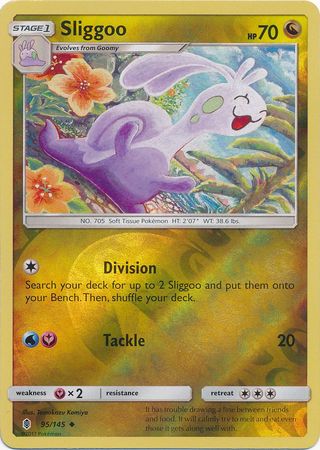 STAGE 1 Sliggoo HP 70
Evolves from Goomy
NO. 705 Soft Tissue Pokémon HT: 2'07" WT: 38.6 lbs.
Division
Search your deck for up to 2 Sliggoo and put them onto
your Bench. Then, shuffle your deck.
Tackle 20
weakness × 2 resistance retreat
Illus. Tomokazu Komiya
95/145
©2017 Pokémon
It has trouble drawing a line between friends
and food. It will calmly try to melt and eat even
those it gets along well with.